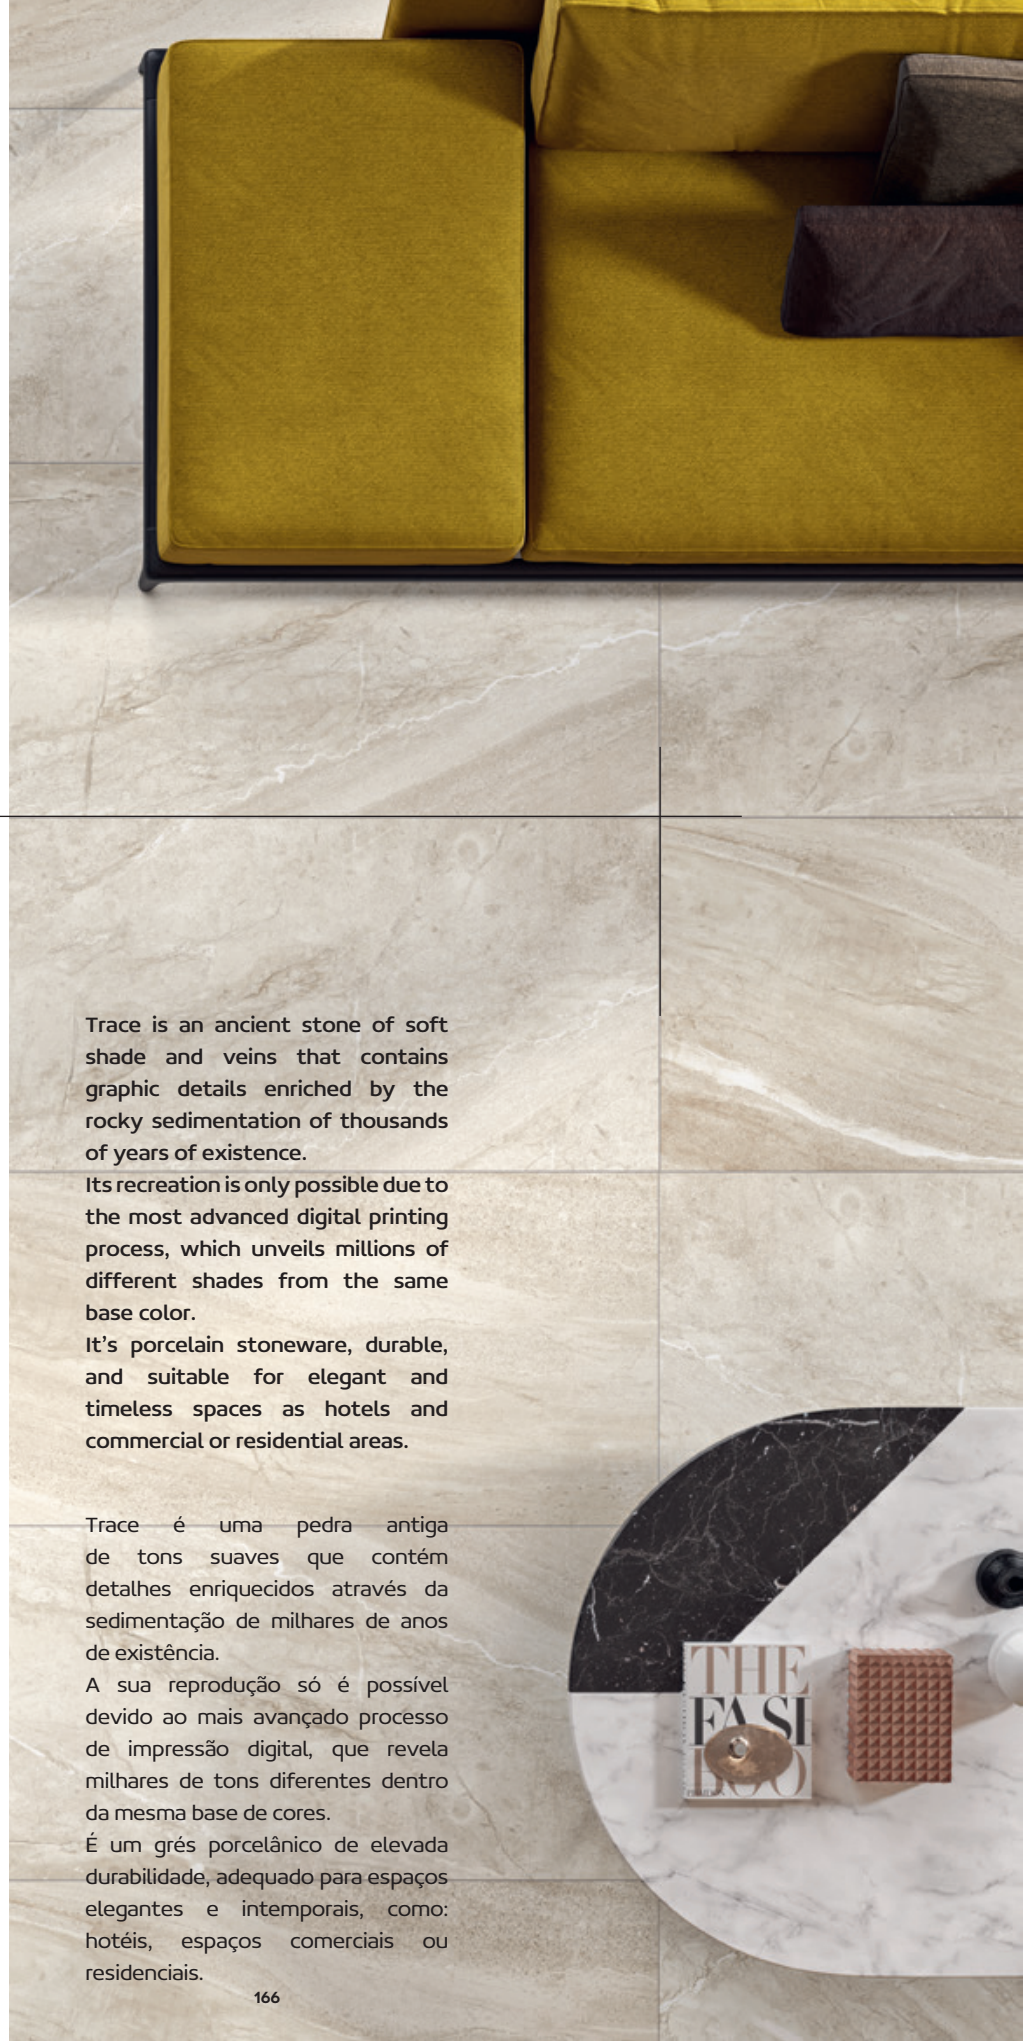 Trace is an ancient stone of soft
shade and veins that contains
graphic details enriched by the
rocky sedimentation of thousands
of years of existence.
Its recreation is only possible due to
the most advanced digital printing
process, which unveils millions of
different shades from the same
base color.
It’s porcelain stoneware, durable,
and suitable for elegant and
timeless spaces as hotels and
commercial or residential areas.
Trace é uma pedra antiga
de tons suaves que contém
detalhes enriquecidos através da
sedimentação de milhares de anos
de existência.
A sua reprodução só é possível
devido ao mais avançado processo
de impressão digital, que revela
milhares de tons diferentes dentro
da mesma base de cores.
É um grés porcelânico de elevada
durabilidade, adequado para espaços
elegantes e intemporais, como:
hotéis, espaços comerciais ou
residenciais.
THE
FASI
BOO
166